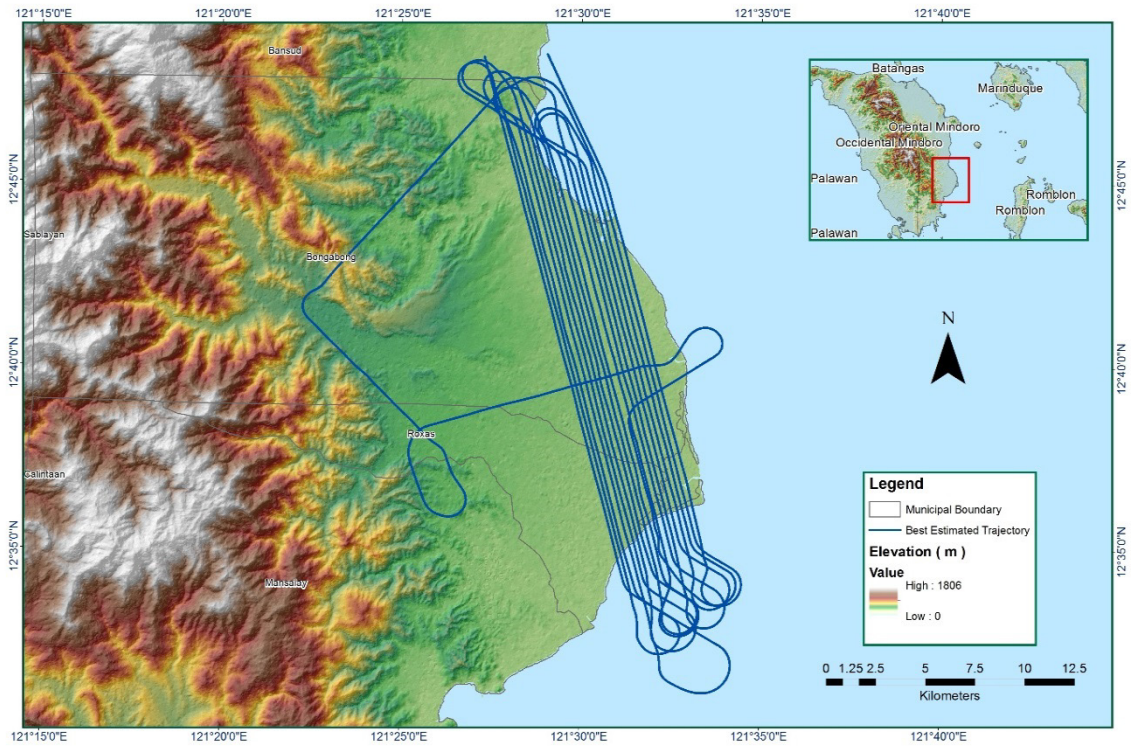 121°15'0"E
121°20'0"E
121°25'0"E
121°30'0"E
121°35'0"E
121°40'0"E
Bansud
Batangas
Marinduque
Oriental Mindoro
Occidental Mindoro
Palawan
Romblon
Romblon
Palawan
12°45'0"N
12°45'0"N
Sablayan
Bongabong
N
12°40'0"N
12°40'0"N
Roxas
Calintaan
Legend
Municipal Boundary
Best Estimated Trajectory
Elevation ( m )
Value
High : 1806
Low : 0
12°35'0"N
12°35'0"N
Mansalay
0 1.25 2.5 5 7.5 10 12.5
Kilometers
121°15'0"E
121°20'0"E
121°25'0"E
121°30'0"E
121°35'0"E
121°40'0"E